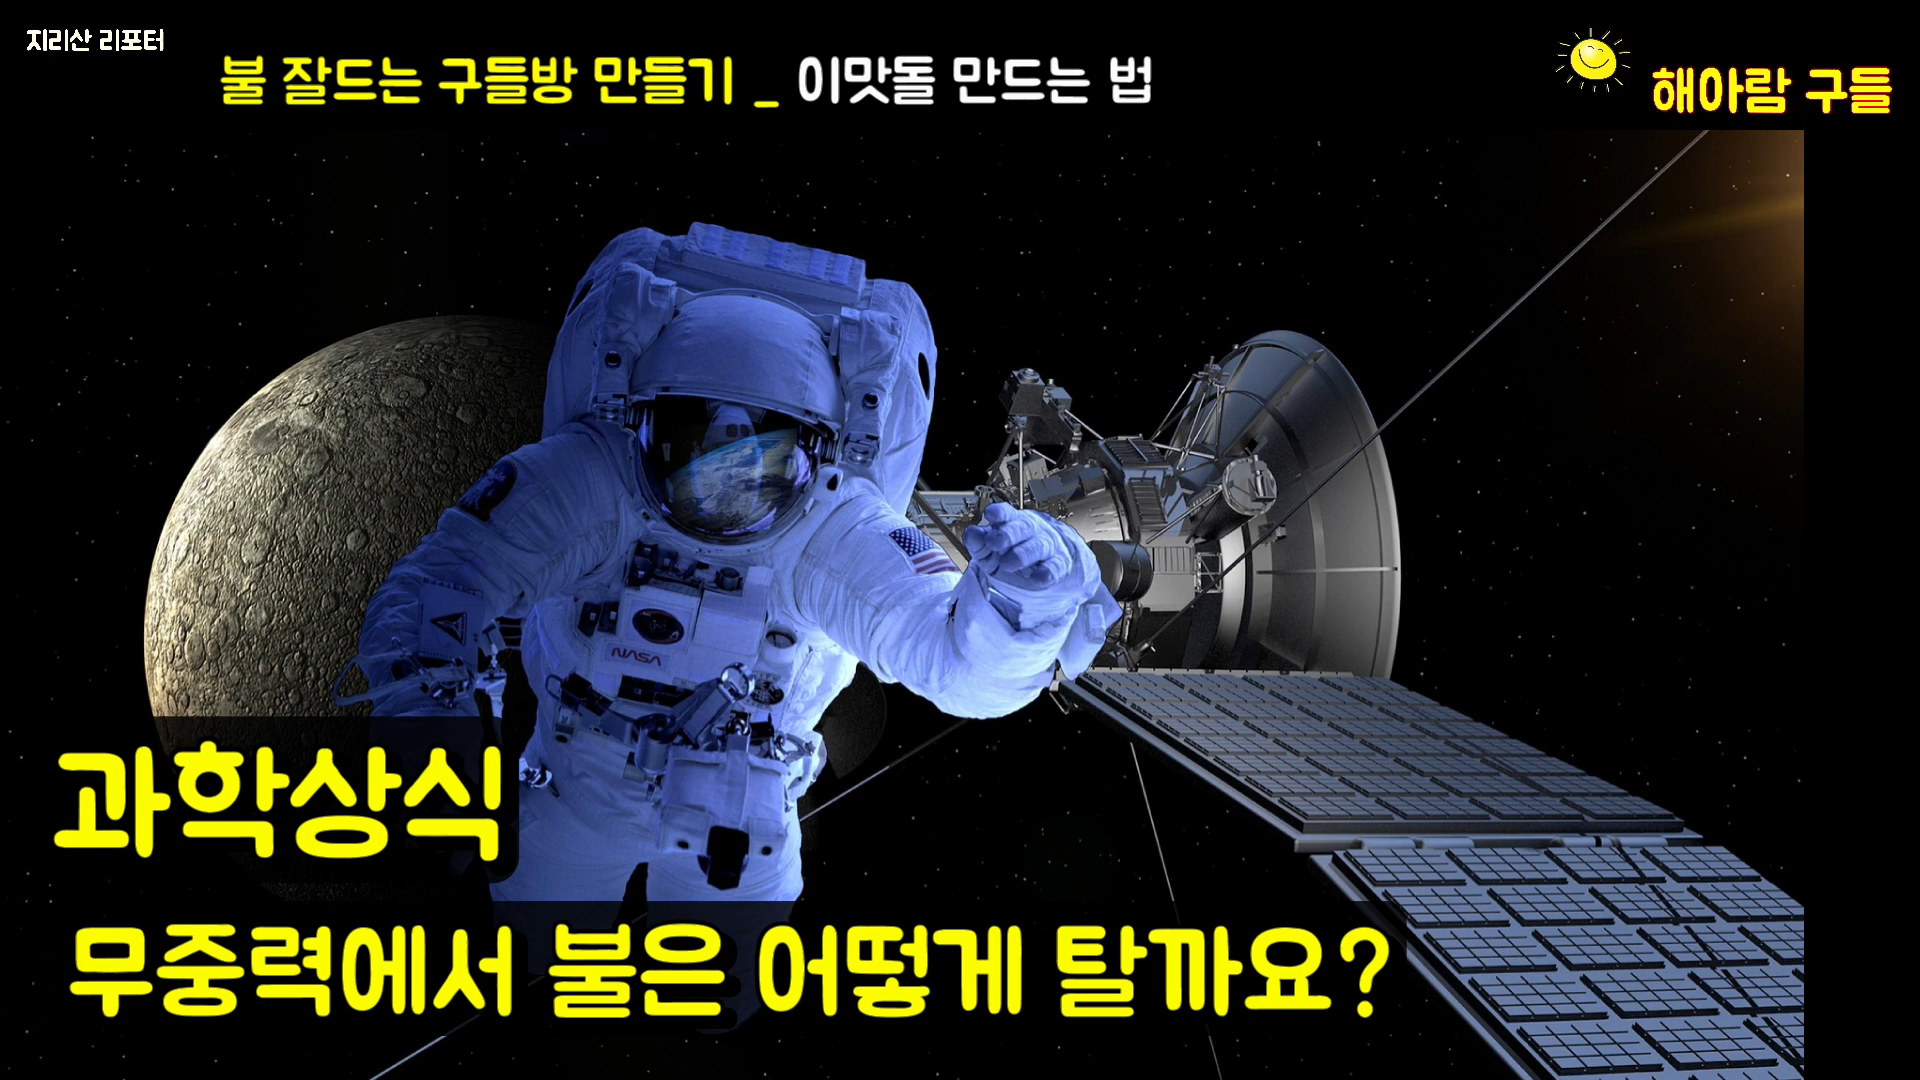 지리산 리포터
불 잘드는 구들방 만들기 _ 이맛돌 만드는 법
해아람 구들
NASA
과학상식
무중력에서 불은 어떻게 탈까요?